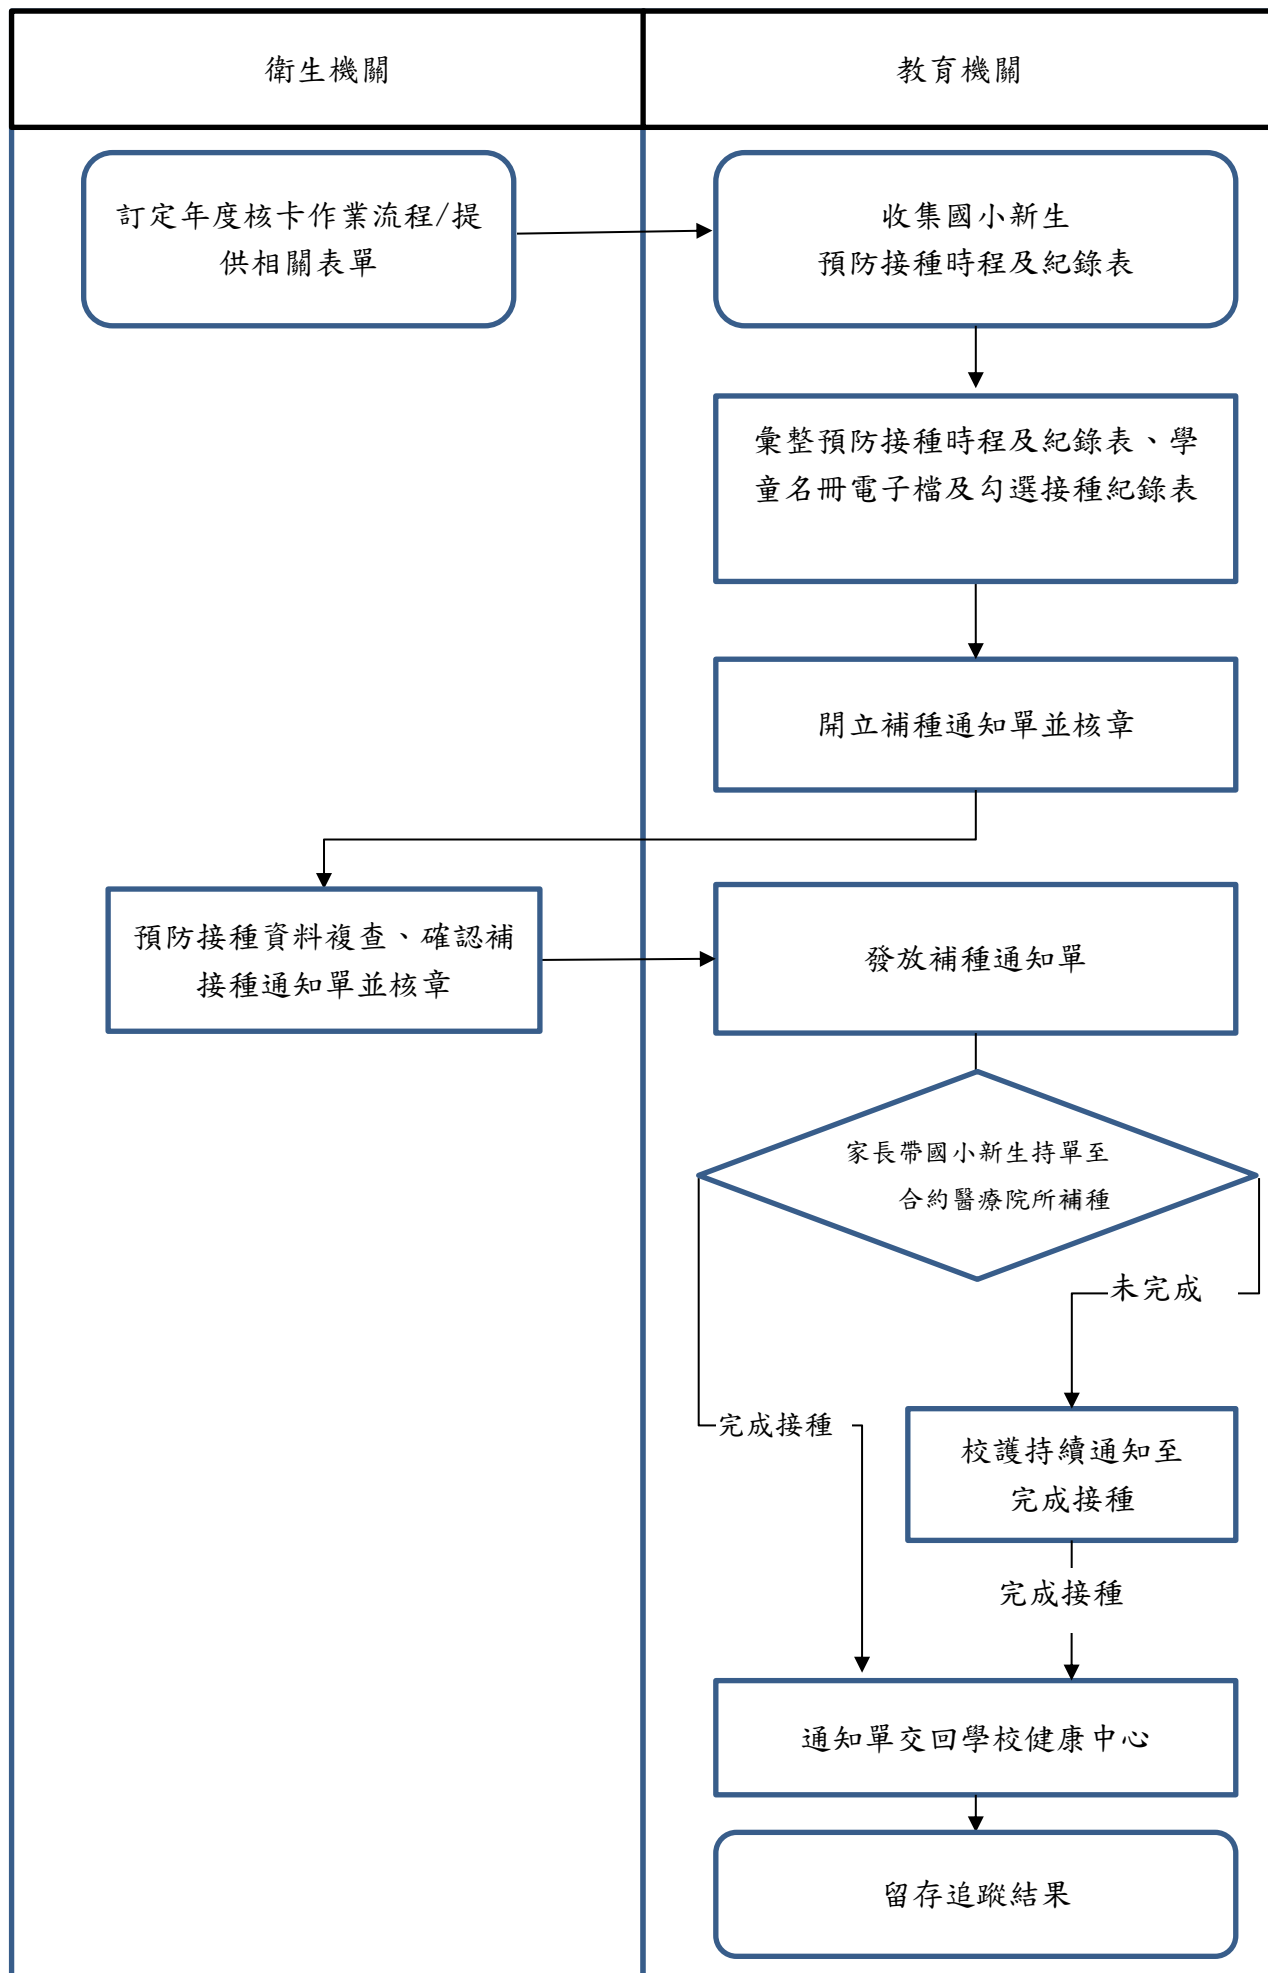 衛生機關
教育機關
訂定年度核卡作業流程/提
供相關表單
收集國小新生
預防接種時程及紀錄表
彙整預防接種時程及紀錄表、學
童名冊電子檔及勾選接種紀錄表
開立補種通知單並核章
預防接種資料複查、確認補
接種通知單並核章
發放補種通知單
家長帶國小新生持單至
合約醫療院所補種
未完成
完成接種
校護持續通知至
完成接種
完成接種
通知單交回學校健康中心
留存追蹤結果